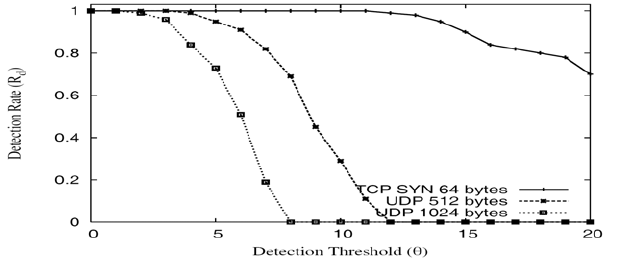 1
0.8
0.6
0.4
0.2
0
Detection Rate (Rδ)
TCP SYN 64 bytes
UDP 512 bytes
UDP 1024 bytes
0 5 10 15 20
Detection Threshold (θ)